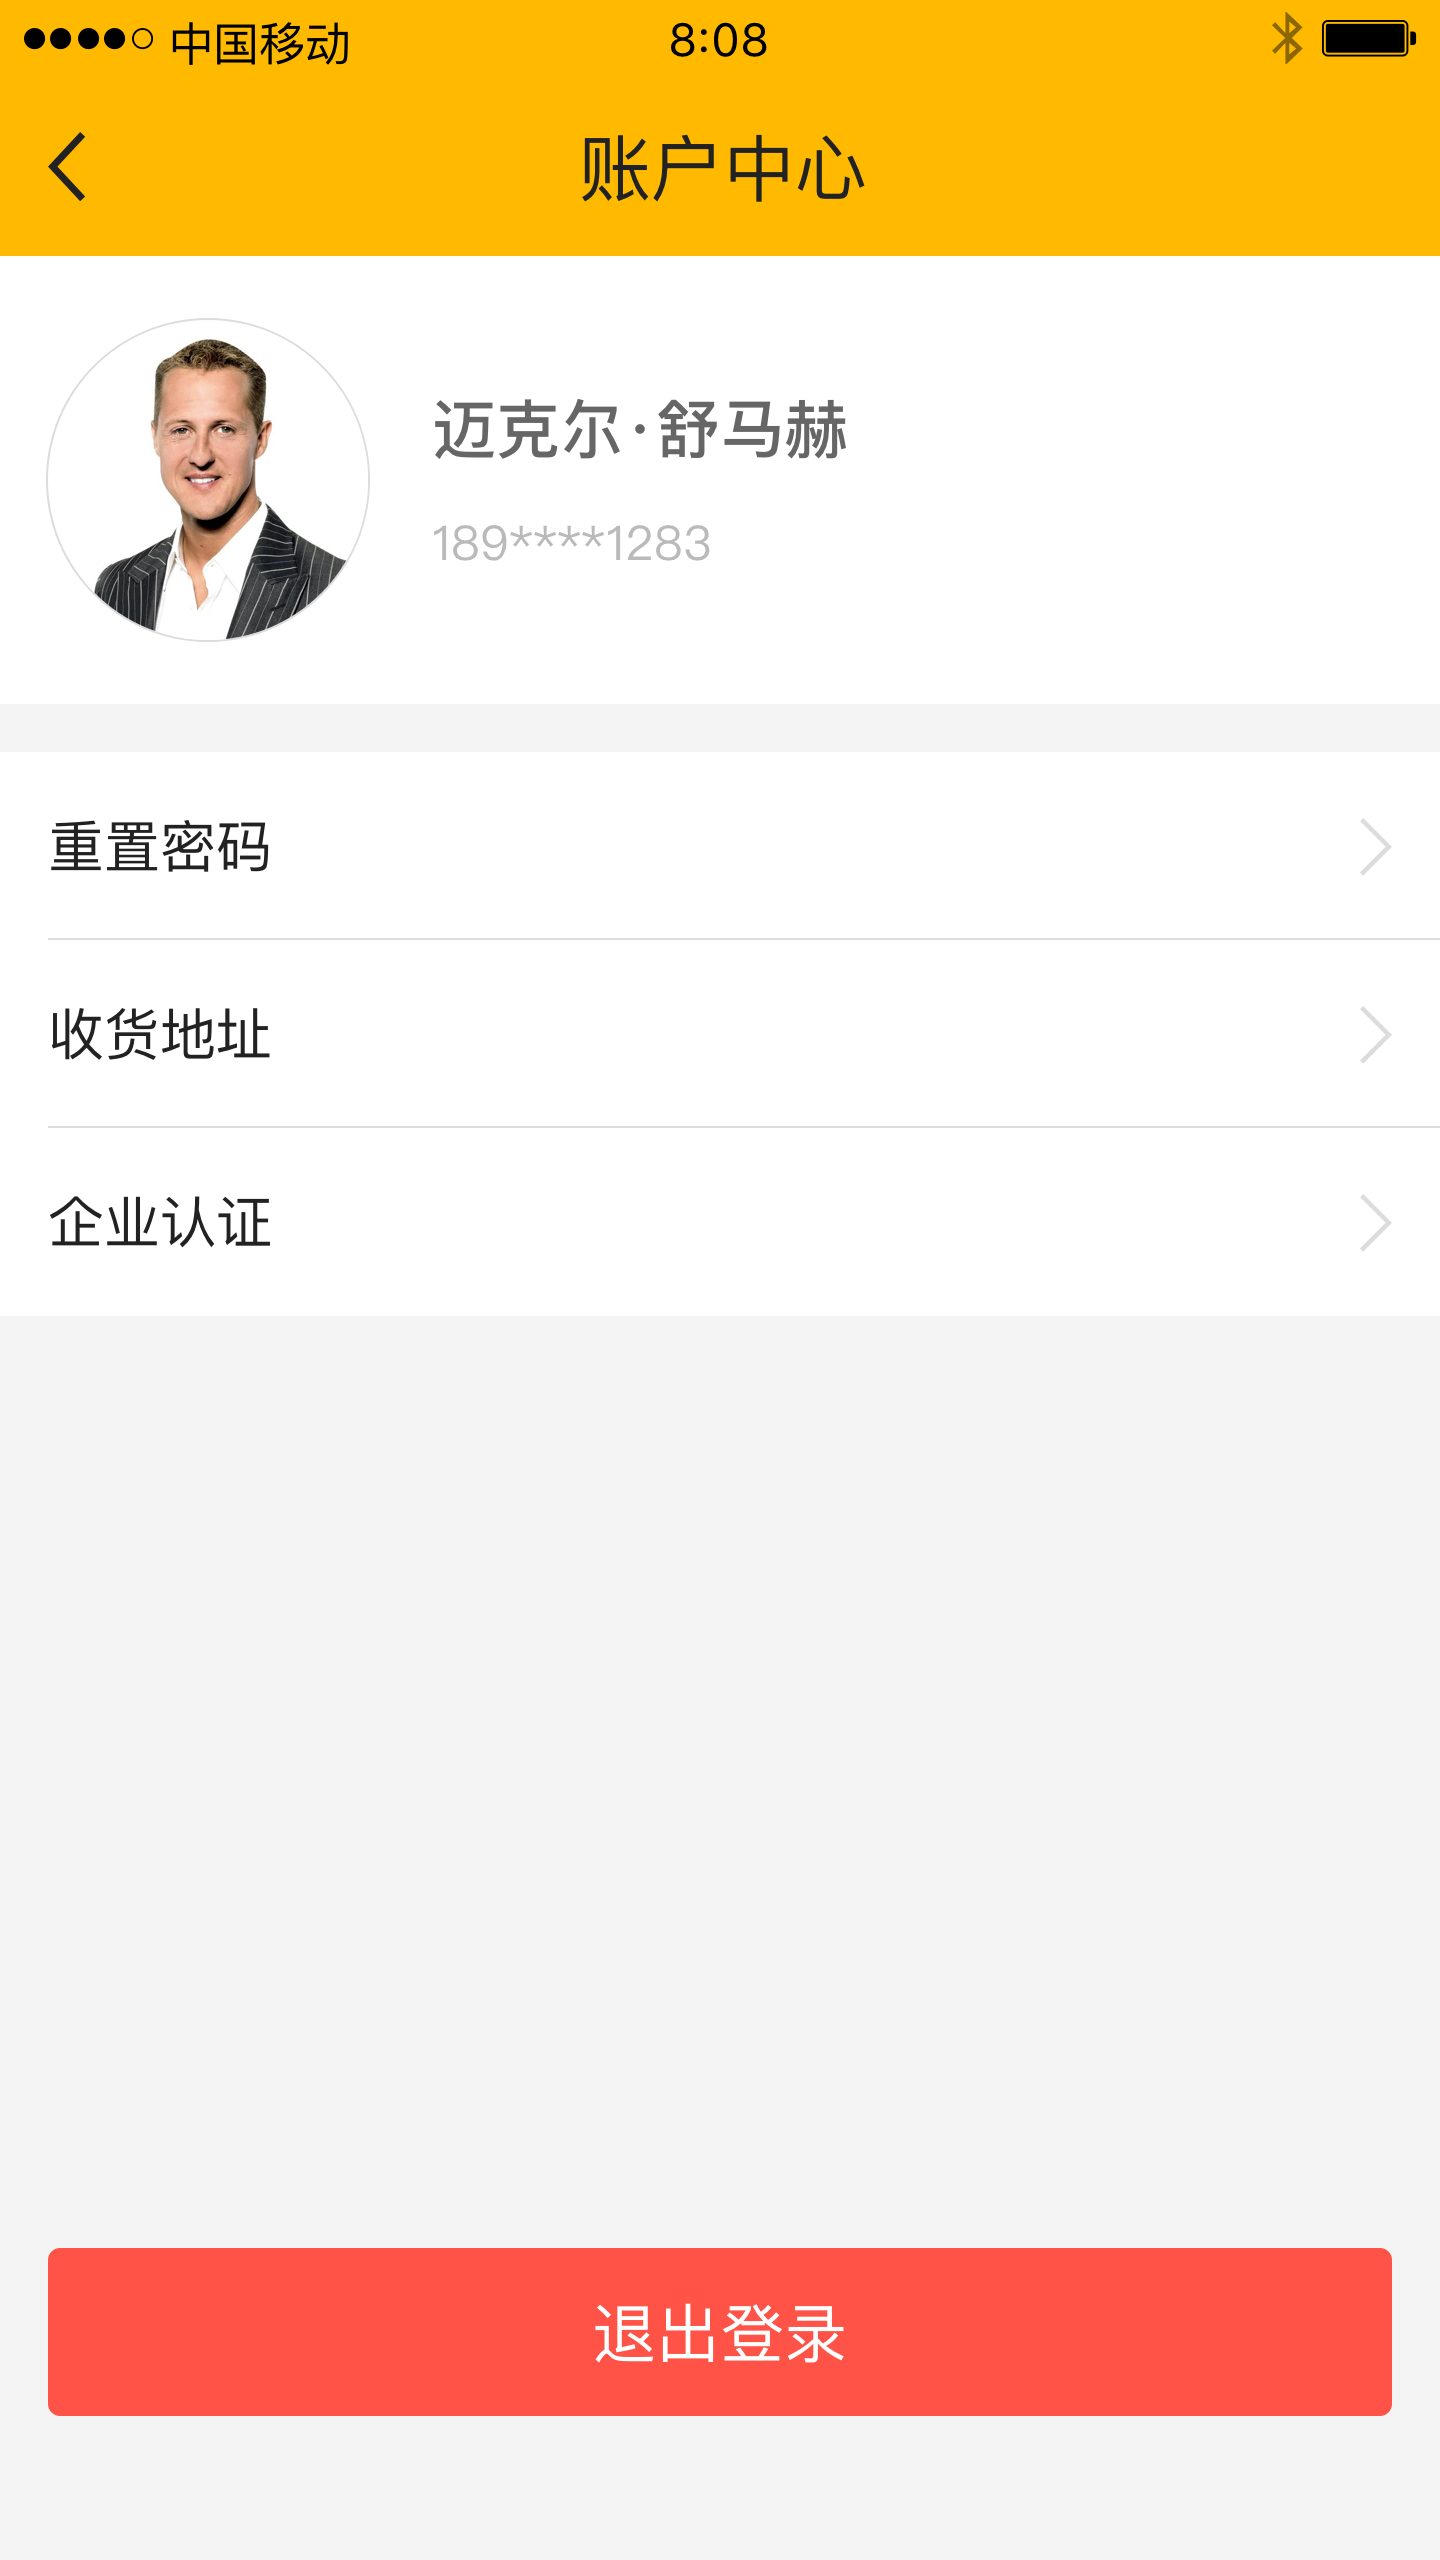 中国移动 8:08
账户中心
迈克尔·舒马赫
189****1283
重置密码
收货地址
企业认证
退出登录